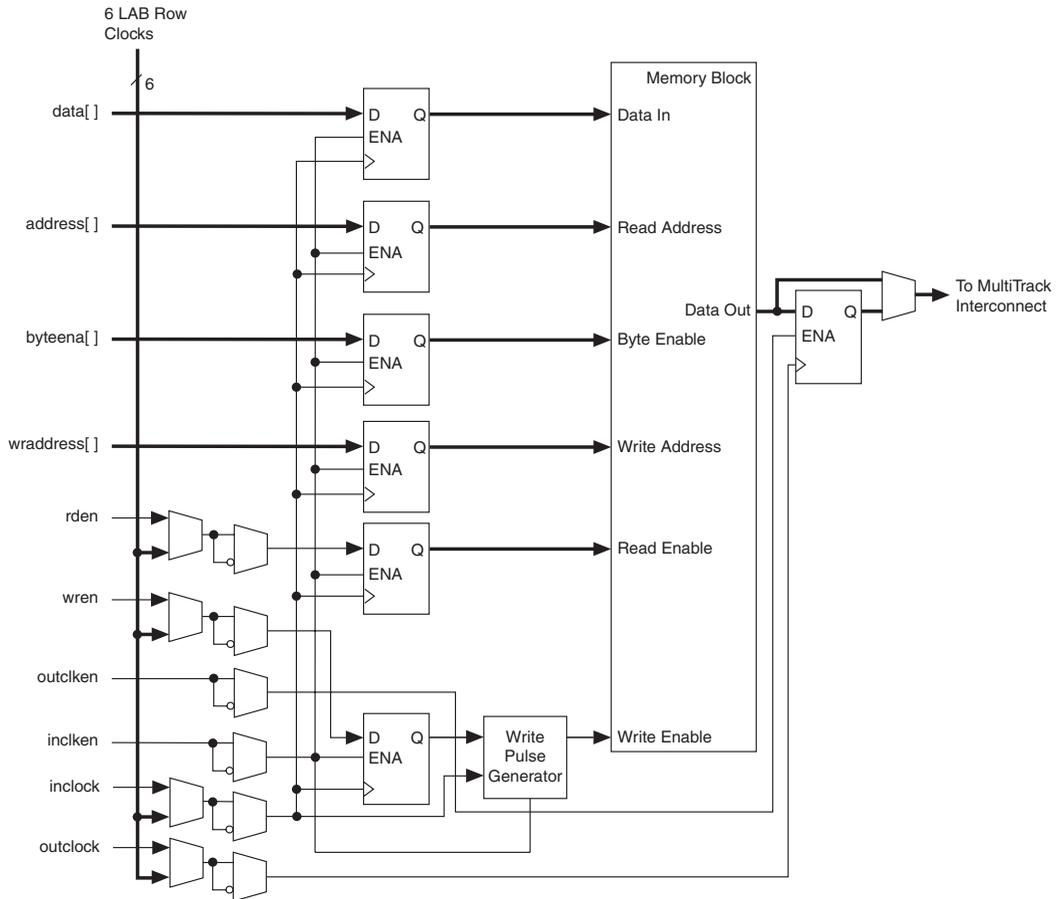 6 LAB Row
Clocks
6
Memory Block
data[ ]
D Q
ENA
Data In
address[ ]
D Q
ENA
Read Address
To MultiTrack
Interconnect
Data Out
D Q
ENA
byteena[ ]
D Q
ENA
Byte Enable
wraddress[ ]
D Q
ENA
Write Address
rden
D Q
ENA
Read Enable
wren
outclken
inclken
D Q
ENA
Write
Pulse
Generator
Write Enable
inclock
outclock